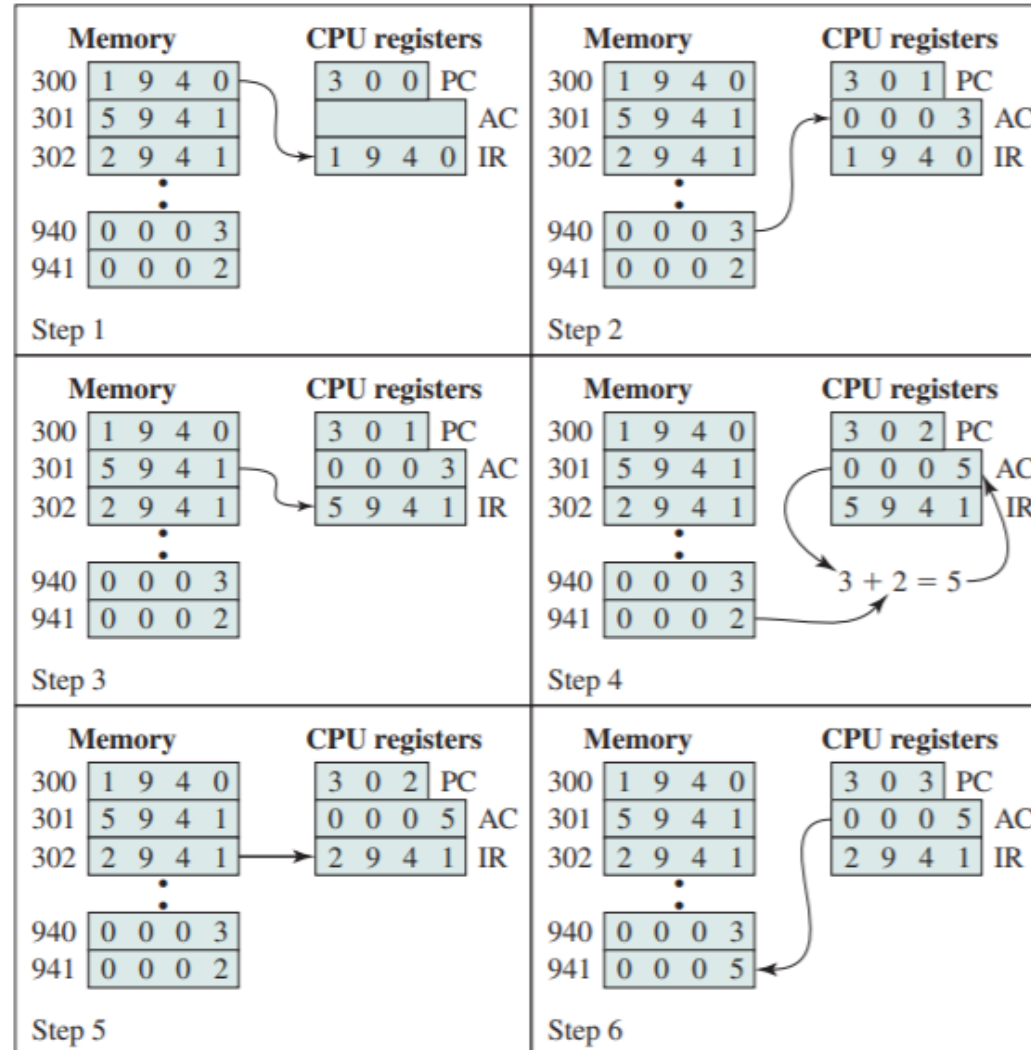 Memory CPU registers
300 1 9 4 0 3 0 0 PC
301 5 9 4 1 AC
302 2 9 4 1 1 9 4 0 IR
940 0 0 0 3
941 0 0 0 2
Step 1
Memory CPU registers
300 1 9 4 0 3 0 1 PC
301 5 9 4 1 0 0 0 3 AC
302 2 9 4 1 1 9 4 0 IR
940 0 0 0 3
941 0 0 0 2
Step 2
Memory CPU registers
300 1 9 4 0 3 0 1 PC
301 5 9 4 1 0 0 0 3 AC
302 2 9 4 1 5 9 4 1 IR
940 0 0 0 3
941 0 0 0 2
Step 3
Memory CPU registers
300 1 9 4 0 3 0 2 PC
301 5 9 4 1 0 0 0 5 AC
302 2 9 4 1 5 9 4 1 IR
940 0 0 0 3 3 + 2 = 5
941 0 0 0 2
Step 4
Memory CPU registers
300 1 9 4 0 3 0 2 PC
301 5 9 4 1 0 0 0 5 AC
302 2 9 4 1 2 9 4 1 IR
940 0 0 0 3
941 0 0 0 2
Step 5
Memory CPU registers
300 1 9 4 0 3 0 3 PC
301 5 9 4 1 0 0 0 5 AC
302 2 9 4 1 2 9 4 1 IR
940 0 0 0 3
941 0 0 0 5
Step 6